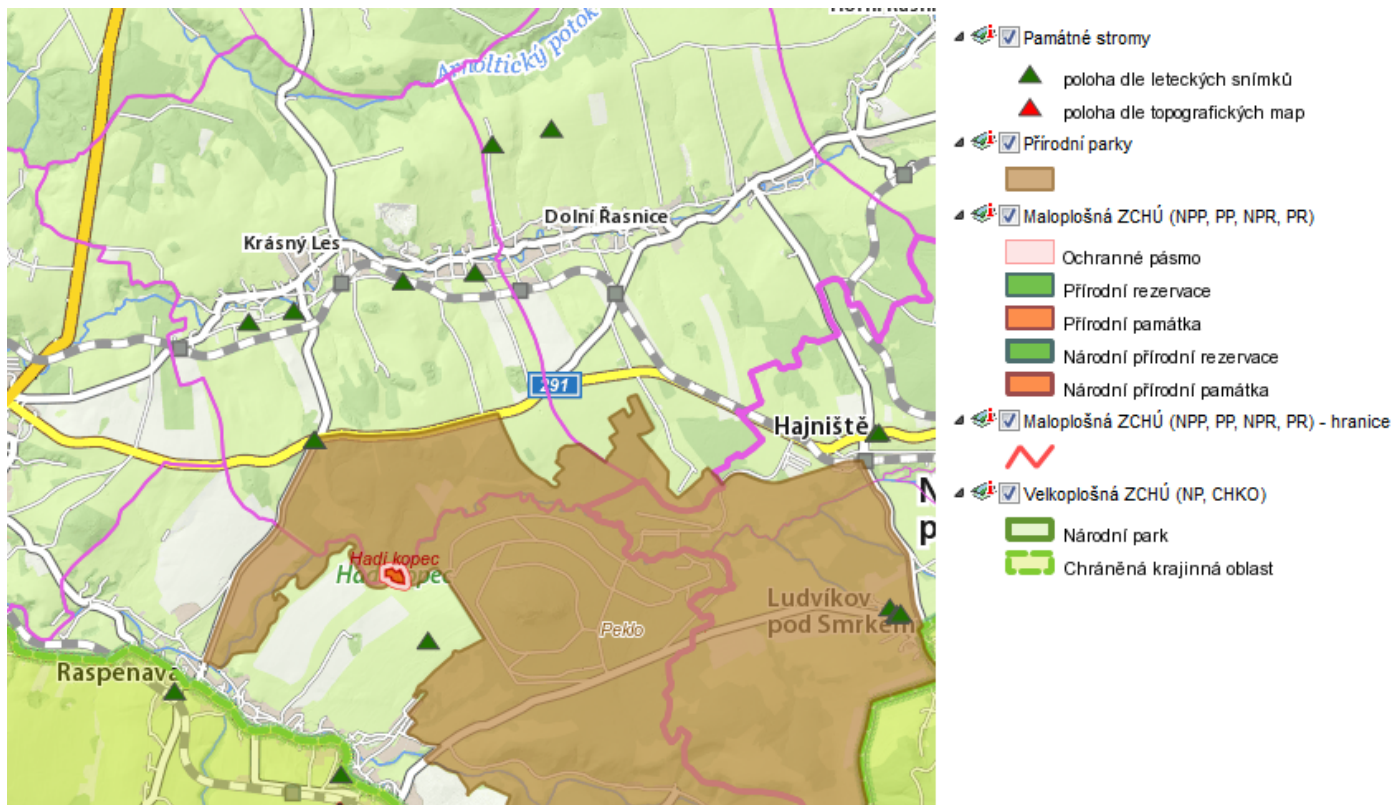 Arnoltický potok
Dolní Řasnice
Krásný Les
291
Hajniště
Hadí kopec
Ludvíkov
pod Smrkem
Peklo
Raspenava
Památné stromy
poloha dle leteckých snímků
poloha dle topografických map
Přírodní parky
Maloplošná ZCHÚ (NPP, PP, NPR, PR)
Ochranné pásmo
Přírodní rezervace
Přírodní památka
Národní přírodní rezervace
Národní přírodní památka
Maloplošná ZCHÚ (NPP, PP, NPR, PR) - hranice
Velkoplošná ZCHÚ (NP, CHKO)
Národní park
Chráněná krajinná oblast